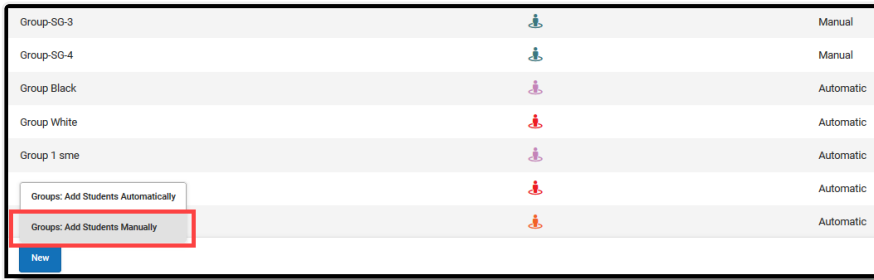 Group-SG-3 Manual
Group-SG-4 Manual
Group Black Automatic
Group White Automatic
Group 1 sme Automatic
Groups: Add Students Automatically Automatic
Groups: Add Students Manually Automatic
New